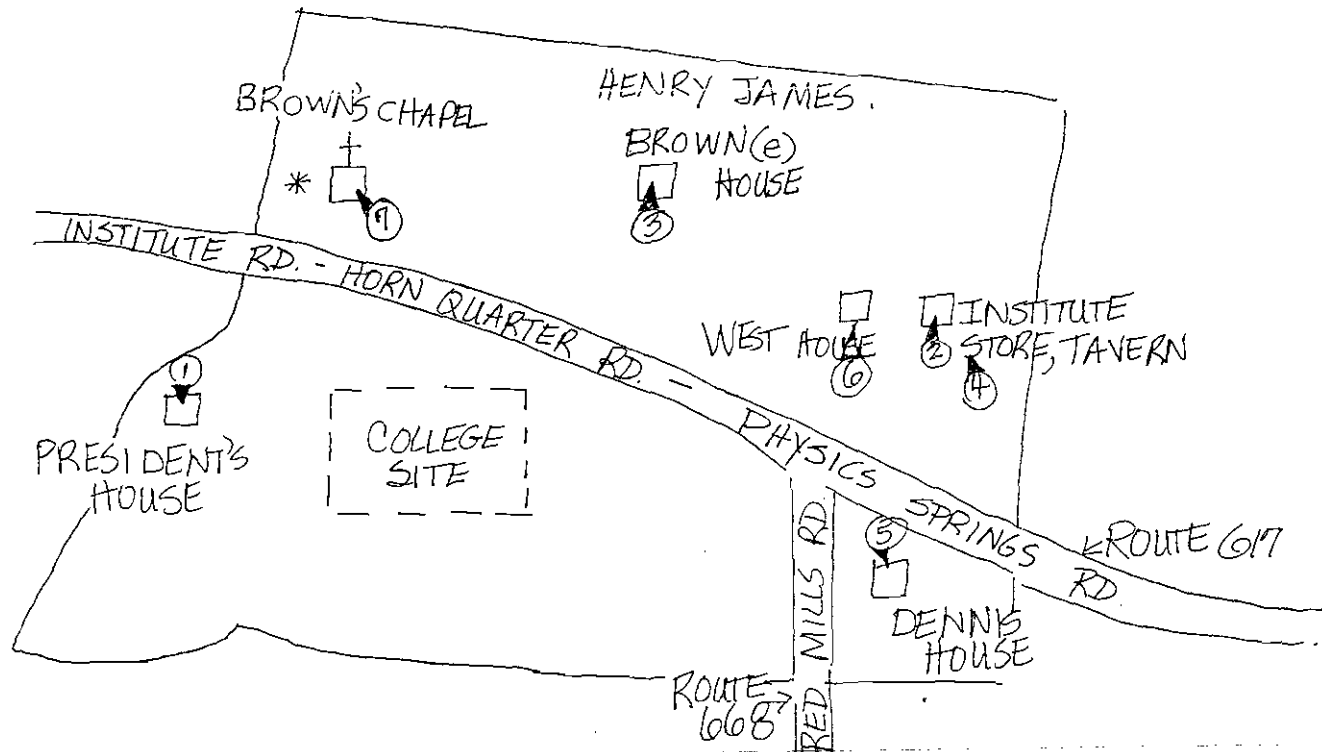 HENRY JAMES.
BROWN(e)
HOUSE
3
BROWN'S CHAPEL
*
7
INSTITUTE RD. - HORN QUARTER RD. - PHYSICS SPRINGS RD.
WEST HOUSE
6
INSTITUTE
STORE, TAVERN
2
4
1
PRESIDENT'S
HOUSE
COLLEGE
SITE
5
DENNIS
HOUSE
←ROUTE 617
RED MILLS RD.
ROUTE
668→